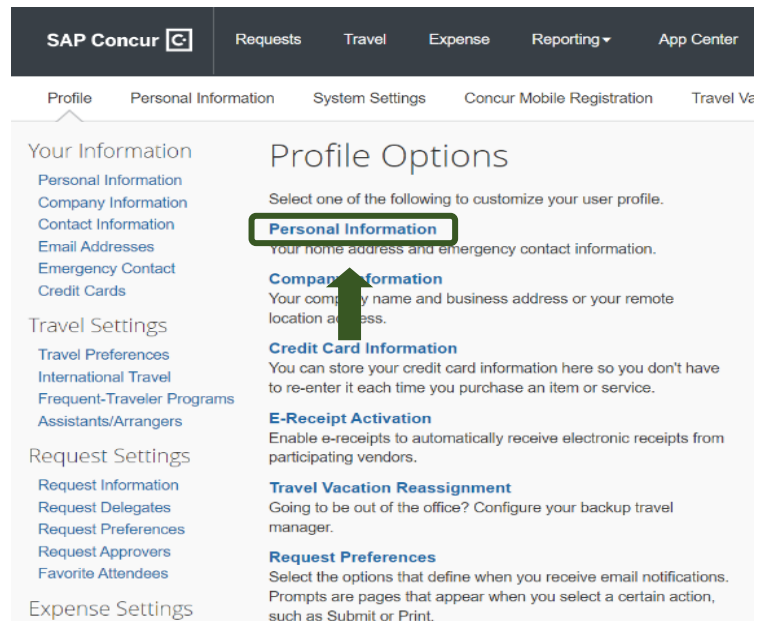 SAP Concur C Requests Travel Expense Reporting App Center
Profile Personal Information System Settings Concur Mobile Registration Travel Va
Your Information
Personal Information
Company Information
Contact Information
Email Addresses
Emergency Contact
Credit Cards
Travel Settings
Travel Preferences
International Travel
Frequent-Traveler Programs
Assistants/Arrangers
Request Settings
Request Information
Request Delegates
Request Preferences
Request Approvers
Favorite Attendees
Expense Settings
Profile Options
Select one of the following to customize your user profile.
Personal Information
Your home address and emergency contact information.
Company Information
Your company name and business address or your remote
location address.
Credit Card Information
You can store your credit card information here so you don't have
to re-enter it each time you purchase an item or service.
E-Receipt Activation
Enable e-receipts to automatically receive electronic receipts from
participating vendors.
Travel Vacation Reassignment
Going to be out of the office? Configure your backup travel
manager.
Request Preferences
Select the options that define when you receive email notifications.
Prompts are pages that appear when you select a certain action,
such as Submit or Print.